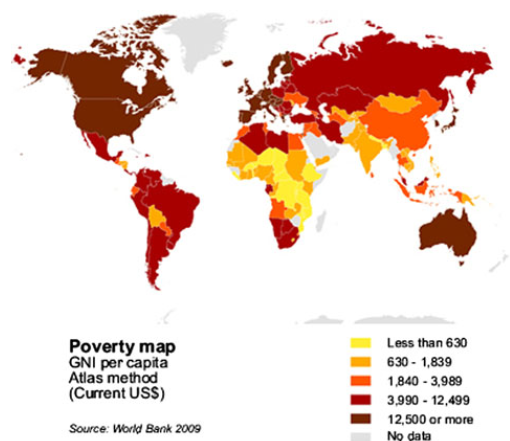 Poverty map
GNI per capita
Atlas method
(Current US$)
Source: World Bank 2009
Less than 630
630 - 1,839
1,840 - 3,989
3,990 - 12,499
12,500 or more
No data